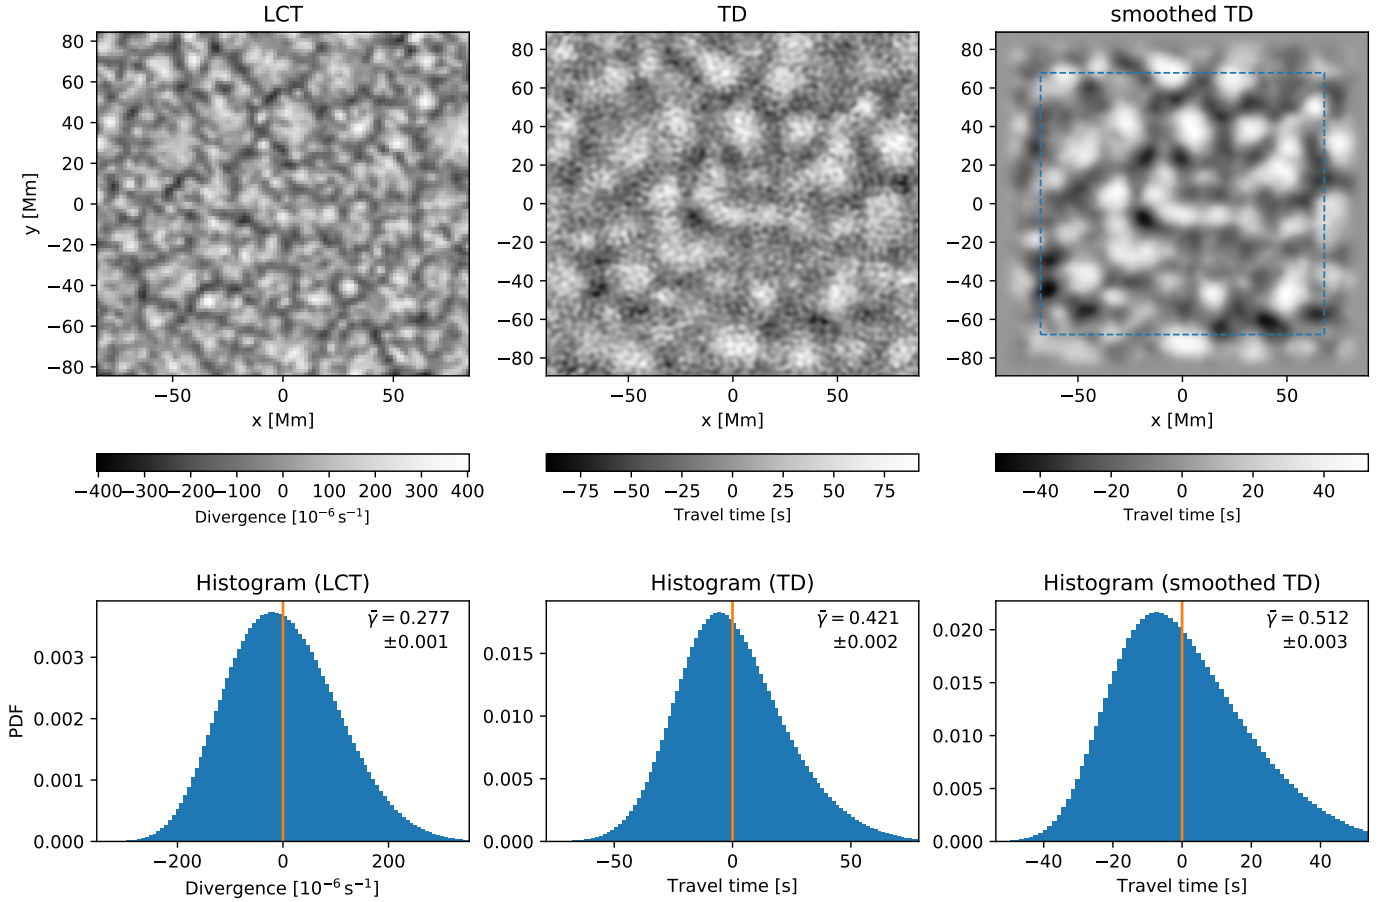 LCT
TD
smoothed TD
80
60
40
20
0
−20
−40
−60
−80
y [Mm]
−50
0
50
x [Mm]
80
60
40
20
0
−20
−40
−60
−80
−50
0
50
x [Mm]
80
60
40
20
0
−20
−40
−60
−80
−50
0
50
x [Mm]
−400−300−200−100 0 100 200 300 400
Divergence [10⁻⁶ s⁻¹]
−75 −50 −25 0 25 50 75
Travel time [s]
−40 −20 0 20 40
Travel time [s]
Histogram (LCT)
γ̄ = 0.277
±0.001
0.003
0.002
0.001
0.000
PDF
−200 0 200
Divergence [10⁻⁶ s⁻¹]
Histogram (TD)
γ̄ = 0.421
±0.002
0.015
0.010
0.005
0.000
−50 0 50
Travel time [s]
Histogram (smoothed TD)
γ̄ = 0.512
±0.003
0.020
0.015
0.010
0.005
0.000
−40 −20 0 20 40
Travel time [s]